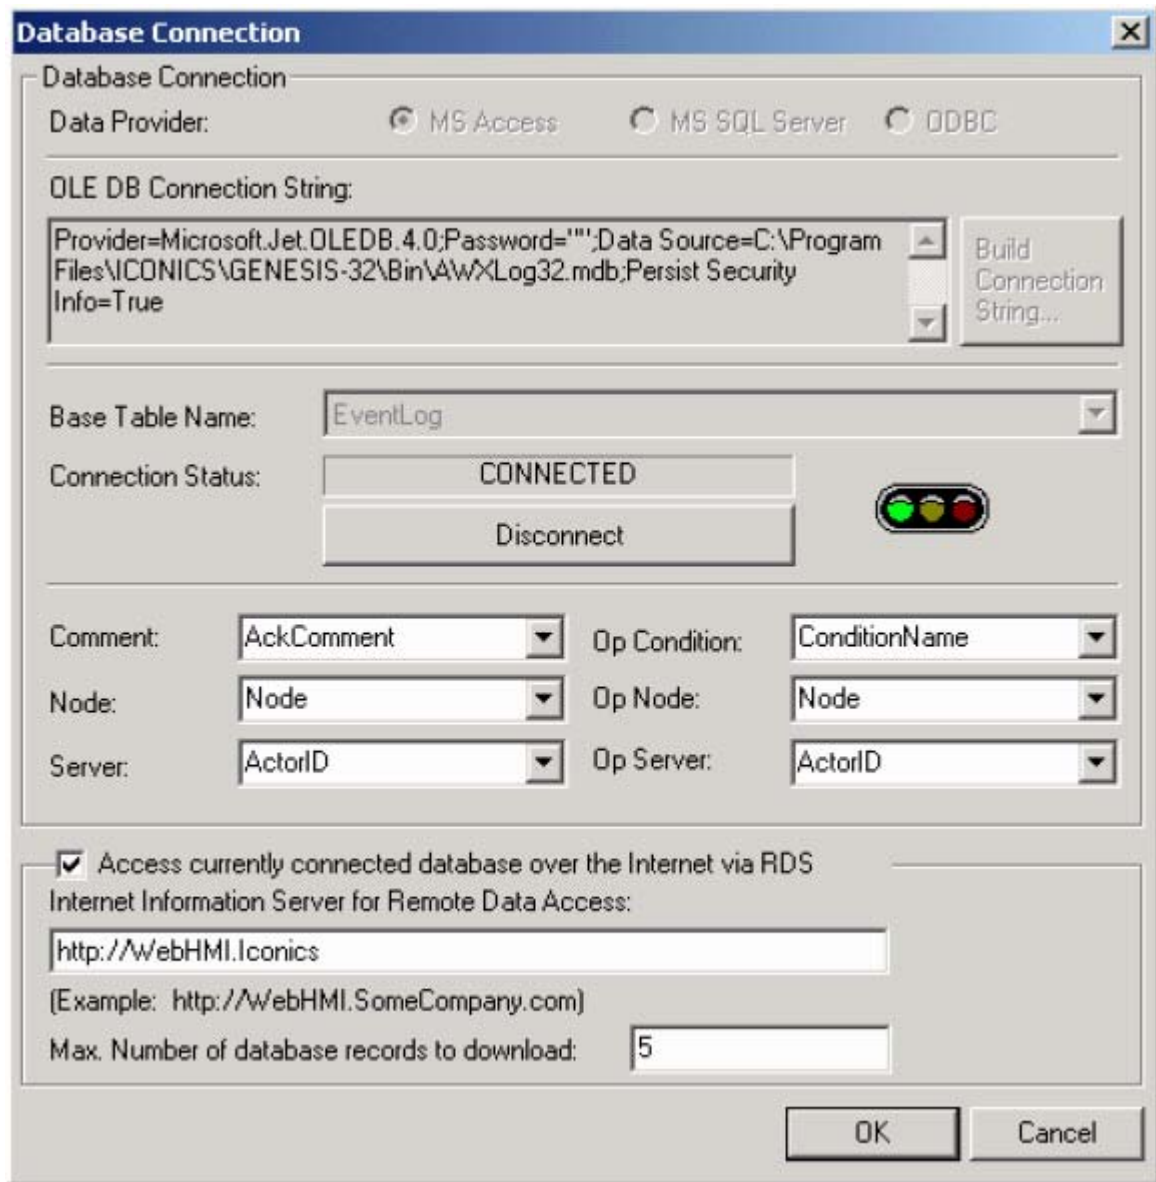 Database Connection
Database Connection
Data Provider: MS Access MS SQL Server ODBC
OLE DB Connection String:
Provider=Microsoft.Jet.OLEDB.4.0;Password="";Data Source=C:\Program
Files\ICONICS\GENESIS-32\Bin\AWXLog32.mdb;Persist Security
Info=True
Build
Connection
String...
Base Table Name: EventLog
Connection Status: CONNECTED
Disconnect
Comment: AckComment Op Condition: ConditionName
Node: Node Op Node: Node
Server: ActorID Op Server: ActorID
Access currently connected database over the Internet via RDS
Internet Information Server for Remote Data Access:
http://WebHMI.Iconics
(Example: http://WebHMI.SomeCompany.com)
Max. Number of database records to download: 5
OK Cancel